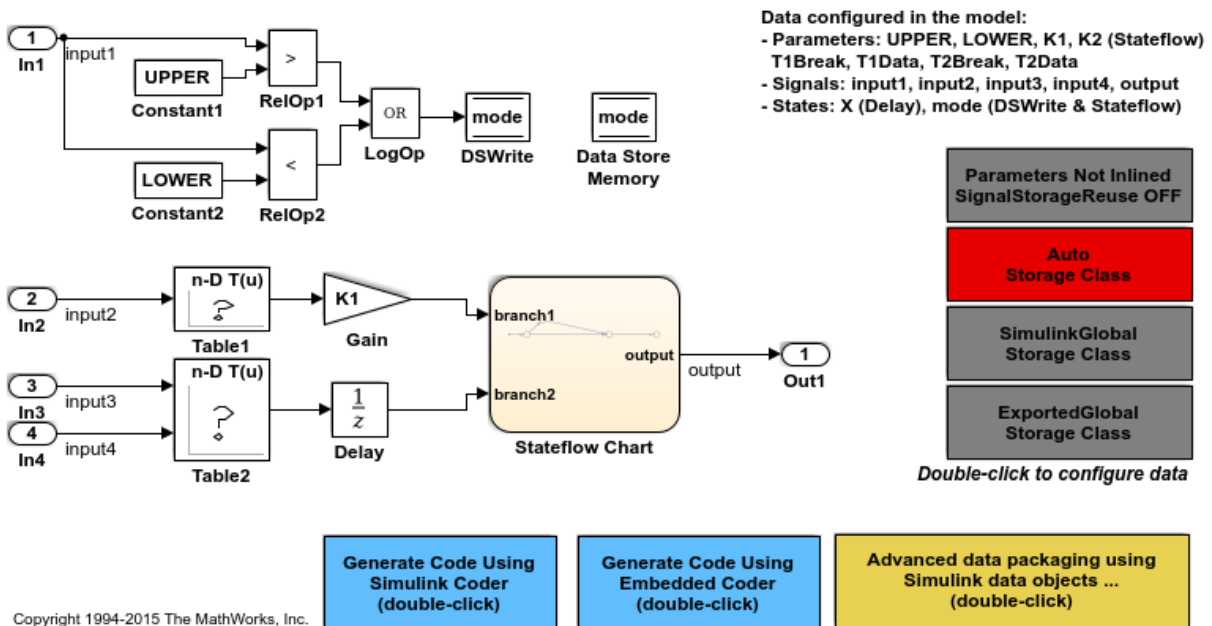 Data configured in the model:
- Parameters: UPPER, LOWER, K1, K2 (Stateflow)
T1Break, T1Data, T2Break, T2Data
- Signals: input1, input2, input3, input4, output
- States: X (Delay), mode (DSWrite & Stateflow)
1
input1
In1
UPPER
Constant1
>
RelOp1
LOWER
Constant2
<
RelOp2
OR
LogOp
mode
DSWrite
mode
Data Store
Memory
Parameters Not Inlined
SignalStorageReuse OFF
Auto
Storage Class
SimulinkGlobal
Storage Class
ExportedGlobal
Storage Class
Double-click to configure data
2
input2
In2
n-D T(u)
Table1
K1
Gain
3
input3
In3
4
input4
In4
n-D T(u)
Table2
1
z
Delay
branch1
output
branch2
Stateflow Chart
output
1
Out1
Generate Code Using
Simulink Coder
(double-click)
Generate Code Using
Embedded Coder
(double-click)
Advanced data packaging using
Simulink data objects ...
(double-click)
Copyright 1994-2015 The MathWorks, Inc.